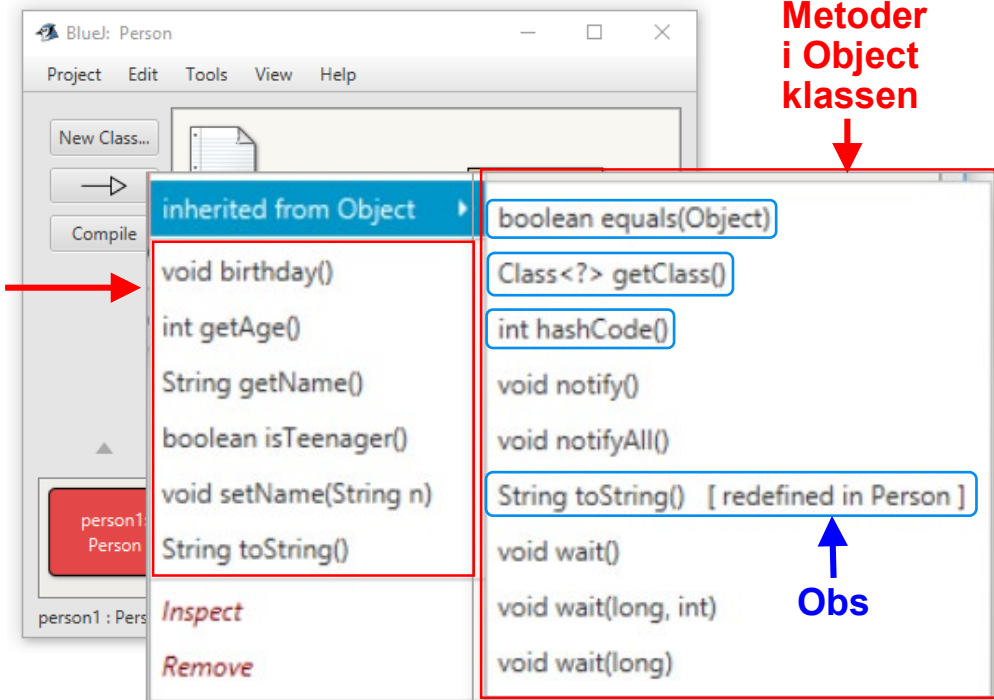 BlueJ: Person
Project Edit Tools View Help
New Class...
Compile
Metoder
i Object
klassen
inherited from Object
void birthday()
int getAge()
String getName()
boolean isTeenager()
void setName(String n)
String toString()
Inspect
Remove
boolean equals(Object)
Class<?> getClass()
int hashCode()
void notify()
void notifyAll()
String toString() [ redefined in Person ]
void wait()
void wait(long, int)
void wait(long)
Obs
person1:
Person
person1 : Pers